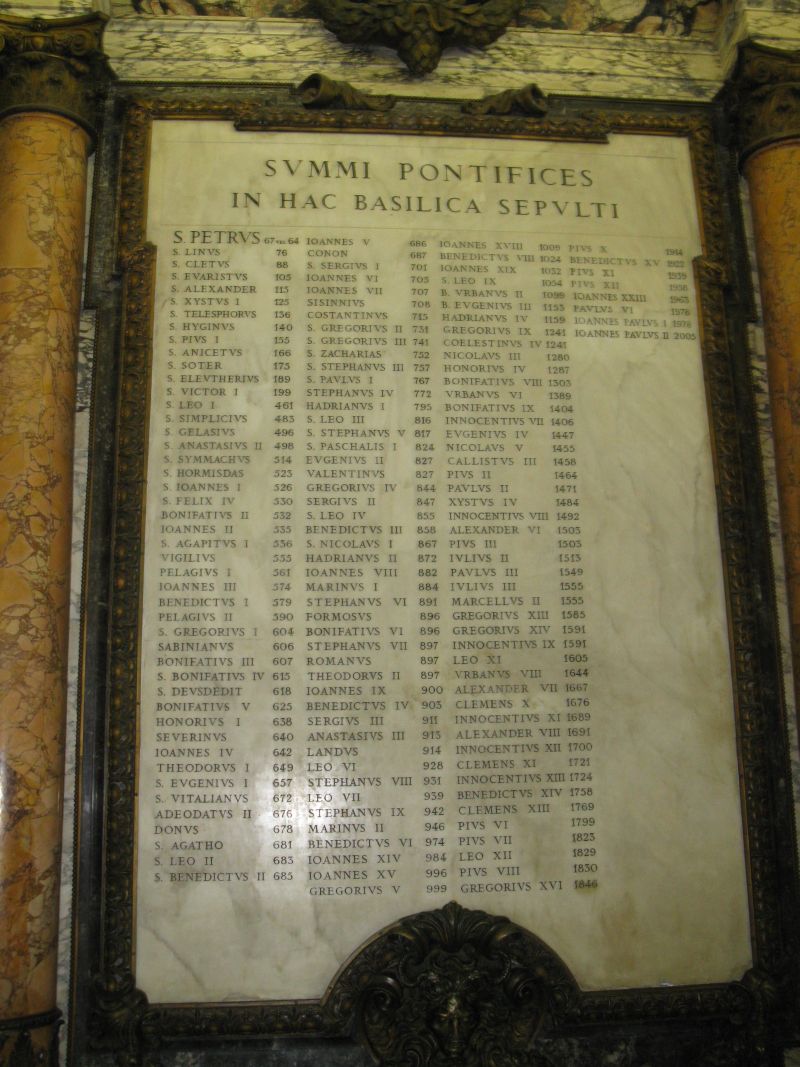 SVMMI PONTIFICES
IN HAC BASILICA SEPVLTI
S. PETRVS 67 vel 64
S. LINVS 76
S. CLETVS 88
S. EVARISTVS 105
S. ALEXANDER 115
S. XYSTVS I 125
S. TELESPHORVS 136
S. HYGINVS 140
S. PIVS I 155
S. ANICETVS 166
S. SOTER 175
S. ELEVTHERIVS 189
S. VICTOR I 199
S. LEO I 461
S. SIMPLICIVS 483
S. GELASIVS 496
S. ANASTASIVS II 498
S. SYMMACHVS 514
S. HORMISDAS 523
S. IOANNES I 526
S. FELIX IV 530
BONIFATIVS II 532
IOANNES II 535
S. AGAPITVS I 536
VIGILIVS 555
PELAGIVS I 561
IOANNES III 574
BENEDICTVS I 579
PELAGIVS II 590
S. GREGORIVS I 604
SABINIANVS 606
BONIFATIVS III 607
S. BONIFATIVS IV 615
S. DEVSDEDIT 618
BONIFATIVS V 625
HONORIVS I 638
SEVERINVS 640
IOANNES IV 642
THEODORVS I 649
S. EVGENIVS I 657
S. VITALIANVS 672
ADEODATVS II 676
DONVS 678
S. AGATHO 681
S. LEO II 683
S. BENEDICTVS II 685
IOANNES V 686
CONON 687
S. SERGIVS I 701
IOANNES VI 705
IOANNES VII 707
SISINNIVS 708
COSTANTINVS 715
S. GREGORIVS II 731
S. GREGORIVS III 741
S. ZACHARIAS 752
S. STEPHANVS III 757
S. PAVLVS I 767
STEPHANVS IV 772
HADRIANVS I 795
S. LEO III 816
S. STEPHANVS V 817
S. PASCHALIS I 824
EVGENIVS II 827
VALENTINVS 827
GREGORIVS IV 844
SERGIVS II 847
S. LEO IV 855
BENEDICTVS III 858
S. NICOLAVS I 867
HADRIANVS II 872
IOANNES VIII 882
MARINVS I 884
STEPHANVS VI 891
FORMOSVS 896
BONIFATIVS VI 896
STEPHANVS VII 897
ROMANVS 897
THEODORVS II 897
IOANNES IX 900
BENEDICTVS IV 903
SERGIVS III 911
ANASTASIVS III 913
LANDVS 914
LEO VI 928
STEPHANVS VIII 931
LEO VII 939
STEPHANVS IX 942
MARINVS II 946
BENEDICTVS VI 974
IOANNES XIV 984
IOANNES XV 996
GREGORIVS V 999
IOANNES XVIII 1009
BENEDICTVS VIII 1024
IOANNES XIX 1032
S. LEO IX 1054
B. VRBANVS II 1099
B. EVGENIVS III 1153
HADRIANVS IV 1159
GREGORIVS IX 1241
COELESTINVS IV 1241
NICOLAVS III 1280
HONORIVS IV 1287
BONIFATIVS VIII 1303
VRBANVS VI 1389
BONIFATIVS IX 1404
INNOCENTIVS VII 1406
EVGENIVS IV 1447
NICOLAVS V 1455
CALLISTVS III 1458
PIVS II 1464
PAVLVS II 1471
XYSTVS IV 1484
INNOCENTIVS VIII 1492
ALEXANDER VI 1503
PIVS III 1503
IVLIVS II 1513
PAVLVS III 1549
IVLIVS III 1555
MARCELLVS II 1555
GREGORIVS XIII 1585
GREGORIVS XIV 1591
INNOCENTIVS IX 1591
LEO XI 1605
VRBANVS VIII 1644
ALEXANDER VII 1667
CLEMENS X 1676
INNOCENTIVS XI 1689
ALEXANDER VIII 1691
INNOCENTIVS XII 1700
CLEMENS XI 1721
INNOCENTIVS XIII 1724
BENEDICTVS XIV 1758
CLEMENS XIII 1769
PIVS VI 1799
PIVS VII 1823
LEO XII 1829
PIVS VIII 1830
GREGORIVS XVI 1846
PIVS X 1914
BENEDICTVS XV 1922
PIVS XI 1939
PIVS XII 1958
IOANNES XXIII 1963
PAVLVS VI 1978
IOANNES PAVLVS I 1978
IOANNES PAVLVS II 2005